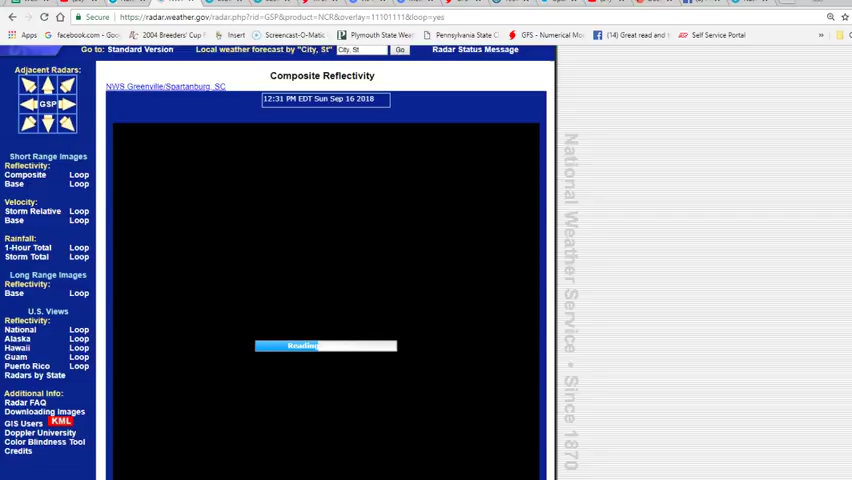 Secure https://radar.weather.gov/radar.php?rid=GSP&product=NCR&overlay=11101111&loop=yes
Apps facebook.com - Goog 2004 Breeders' Cup Insert Screencast-O-Matic Plymouth State Wea Pennsylvania State C GFS - Numerical Mod (14) Great read and Self Service Portal
Go to: Standard Version Local weather forecast by "City, St" City, St Go Radar Status Message
Adjacent Radars:
GSP
Short Range Images
Reflectivity:
Composite Loop
Base Loop
Velocity:
Storm Relative Loop
Base Loop
Rainfall:
1-Hour Total Loop
Storm Total Loop
Long Range Images
Reflectivity:
Base Loop
U.S. Views
Reflectivity:
National Loop
Alaska Loop
Hawaii Loop
Guam Loop
Puerto Rico Loop
Radars by State
Additional Info:
Radar FAQ
Downloading Images
GIS Users KML
Doppler University
Color Blindness Tool
Credits
Composite Reflectivity
NWS Greenville/Spartanburg, SC
12:31 PM EDT Sun Sep 16 2018
Reading
National Weather Service • Since 1870